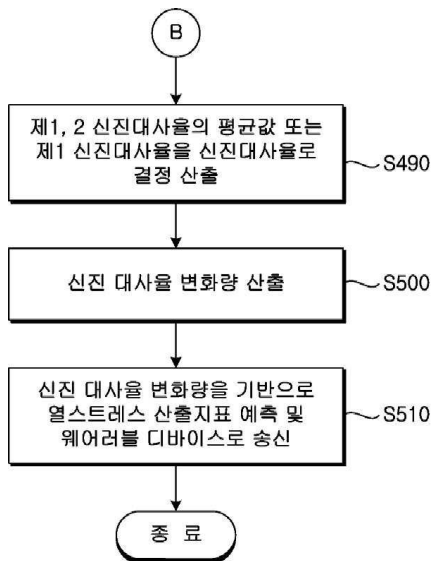 B
제1, 2 신진대사율의 평균값 또는
제1 신진대사율을 신진대사율로
결정 산출
S490
신진 대사율 변화량 산출
S500
신진 대사율 변화량을 기반으로
열스트레스 산출지표 예측 및
웨어러블 디바이스로 송신
S510
종 료